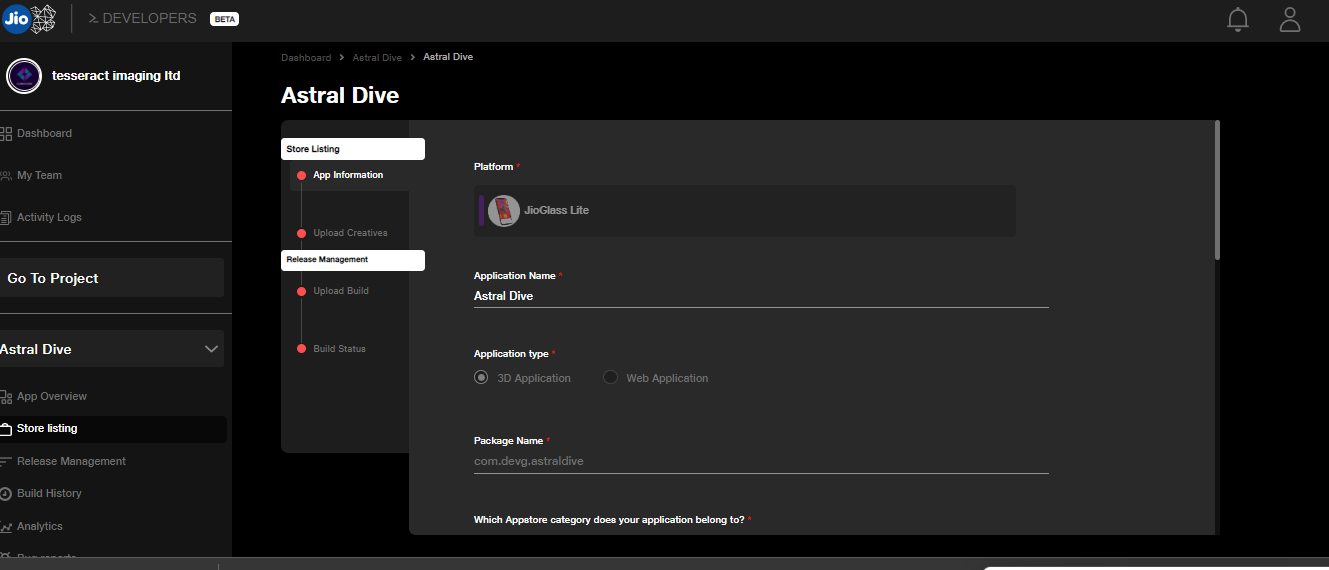 Jio
>_ DEVELOPERS BETA
tesseract imaging ltd
Dashboard
My Team
Activity Logs
Go To Project
Astral Dive
App Overview
Store listing
Release Management
Build History
Analytics
Bug reports
Dashboard > Astral Dive > Astral Dive
Astral Dive
Store Listing
App Information
Upload Creatives
Release Management
Upload Build
Build Status
Platform *
JioGlass Lite
Application Name *
Astral Dive
Application type *
3D Application
Web Application
Package Name *
com.devg.astraldive
Which Appstore category does your application belong to? *